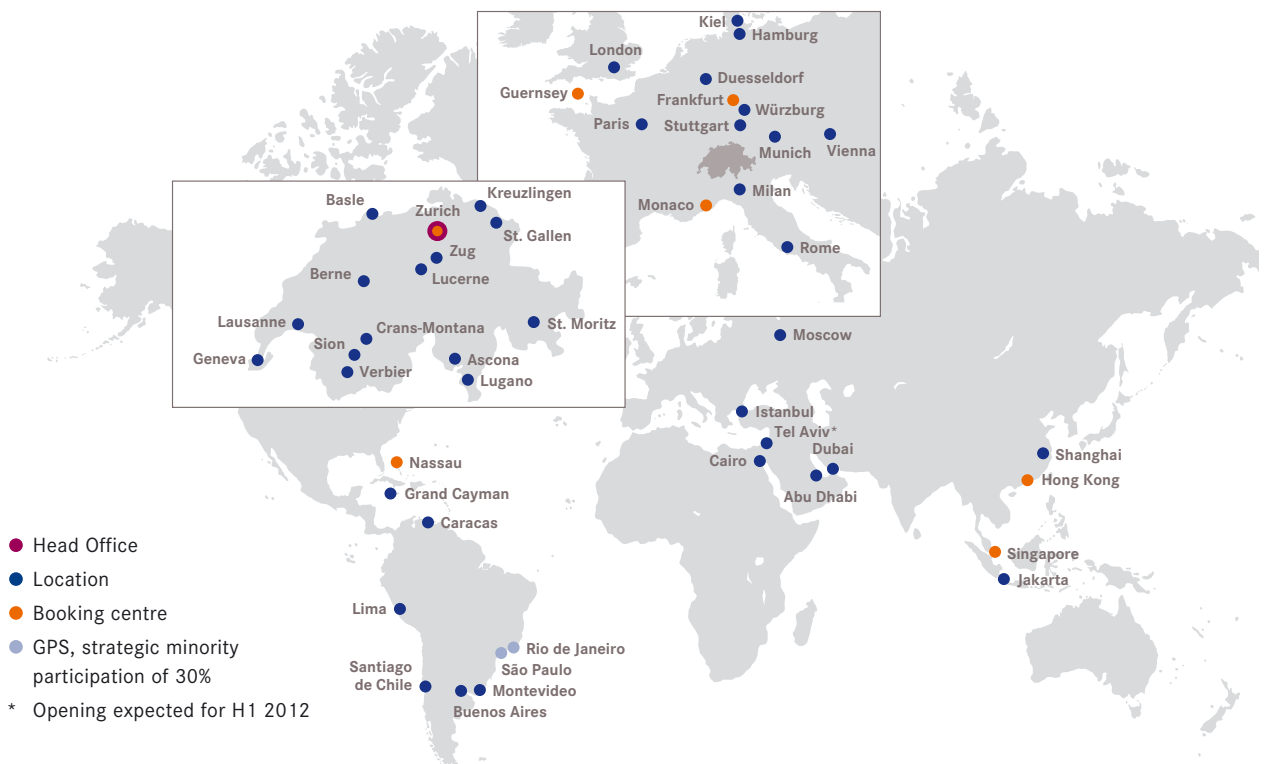 Kiel
Hamburg
London
Duesseldorf
Guernsey
Frankfurt
Würzburg
Paris
Stuttgart
Munich
Vienna
Milan
Monaco
Rome
Basle
Kreuzlingen
Zurich
St. Gallen
Zug
Berne
Lucerne
Lausanne
Crans-Montana
St. Moritz
Sion
Geneva
Ascona
Verbier
Lugano
Moscow
Istanbul
Tel Aviv*
Dubai
Cairo
Abu Dhabi
Shanghai
Hong Kong
Singapore
Jakarta
Nassau
Grand Cayman
Caracas
Lima
Rio de Janeiro
São Paulo
Santiago
de Chile
Montevideo
Buenos Aires
Head Office
Location
Booking centre
GPS, strategic minority
participation of 30%
* Opening expected for H1 2012